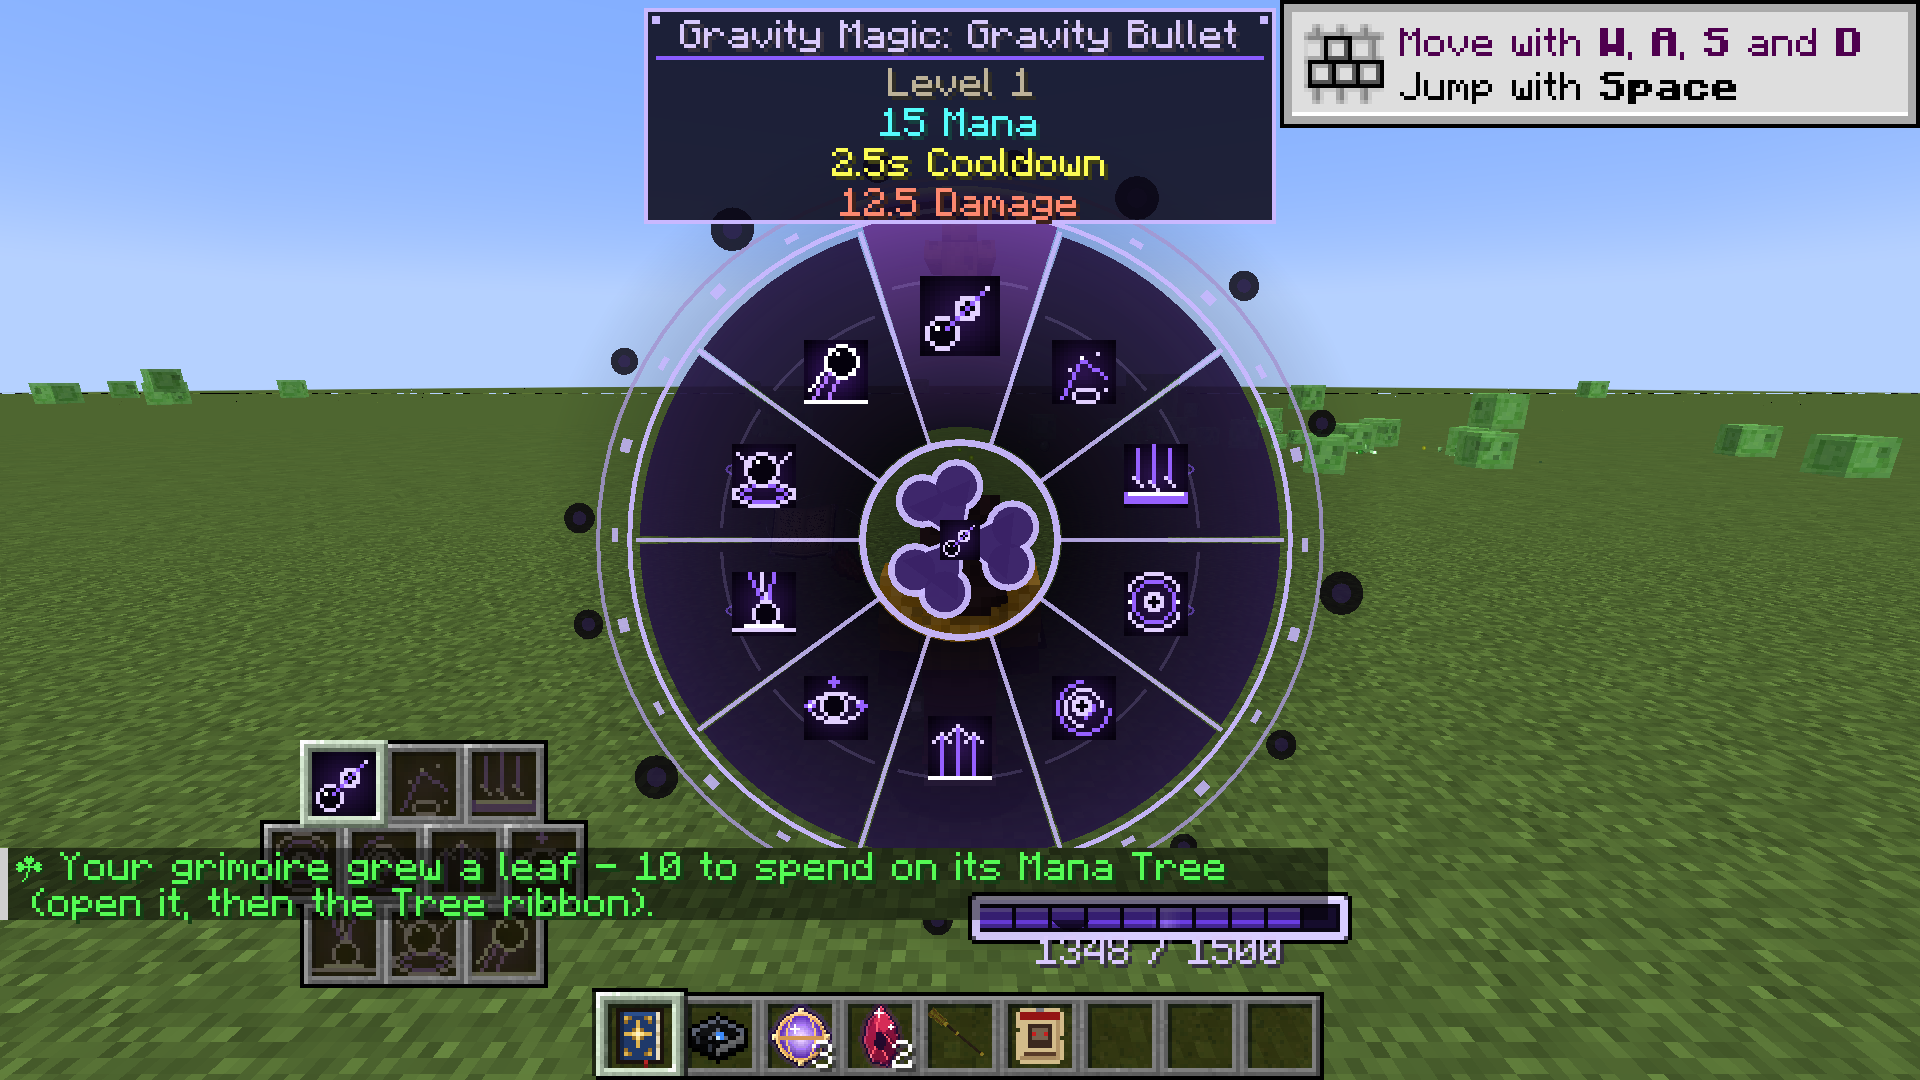 Gravity Magic: Gravity Bullet
Level 1
15 Mana
2.5s Cooldown
12.5 Damage
Move with W, A, S and D
Jump with Space
☘ Your grimoire grew a leaf – 10 to spend on its Mana Tree
(open it, then the Tree ribbon).
1348 / 1500
3
2